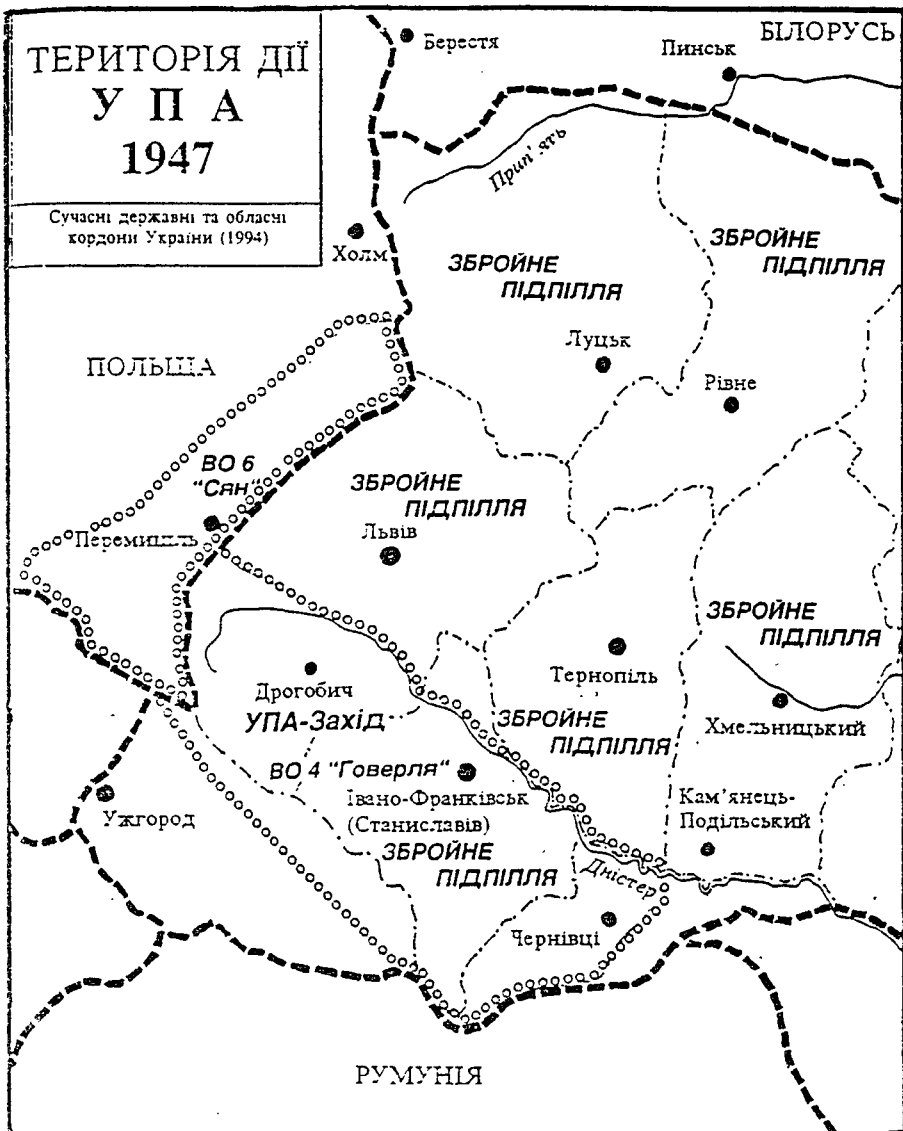 ТЕРИТОРІЯ ДІЇ
У П А
1947
Сучасні державні та обласні
кордони України (1994)
Берестя
Пинськ
БІЛОРУСЬ
Прип'ять
Холм
ЗБРОЙНЕ
ПІДПІЛЛЯ
ЗБРОЙНЕ
ПІДПІЛЛЯ
ПОЛЬЩА
Луцьк
Рівне
ВО 6
"Сян"
ЗБРОЙНЕ
ПІДПІЛЛЯ
Перемишль
Львів
ЗБРОЙНЕ
ПІДПІЛЛЯ
Дрогобич
Тернопіль
УПА-Захід
ЗБРОЙНЕ
ПІДПІЛЛЯ
Хмельницький
ВО 4 "Говерля"
Ужгород
Івано-Франківськ
(Станиславів)
Кам'янець-
Подільський
ЗБРОЙНЕ
ПІДПІЛЛЯ
Дністер
Чернівці
РУМУНІЯ